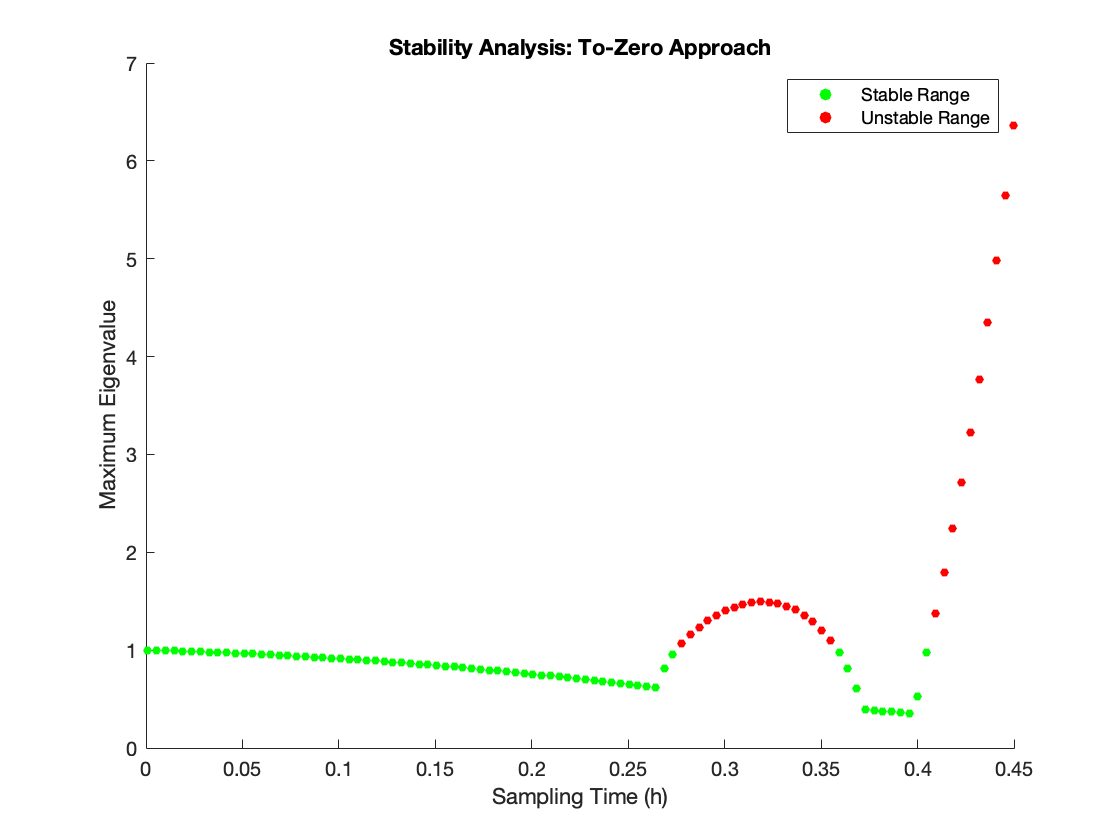 Stability Analysis: To-Zero Approach
Stable Range
Unstable Range
Maximum Eigenvalue
7
6
5
4
3
2
1
0
0 0.05 0.1 0.15 0.2 0.25 0.3 0.35 0.4 0.45
Sampling Time (h)